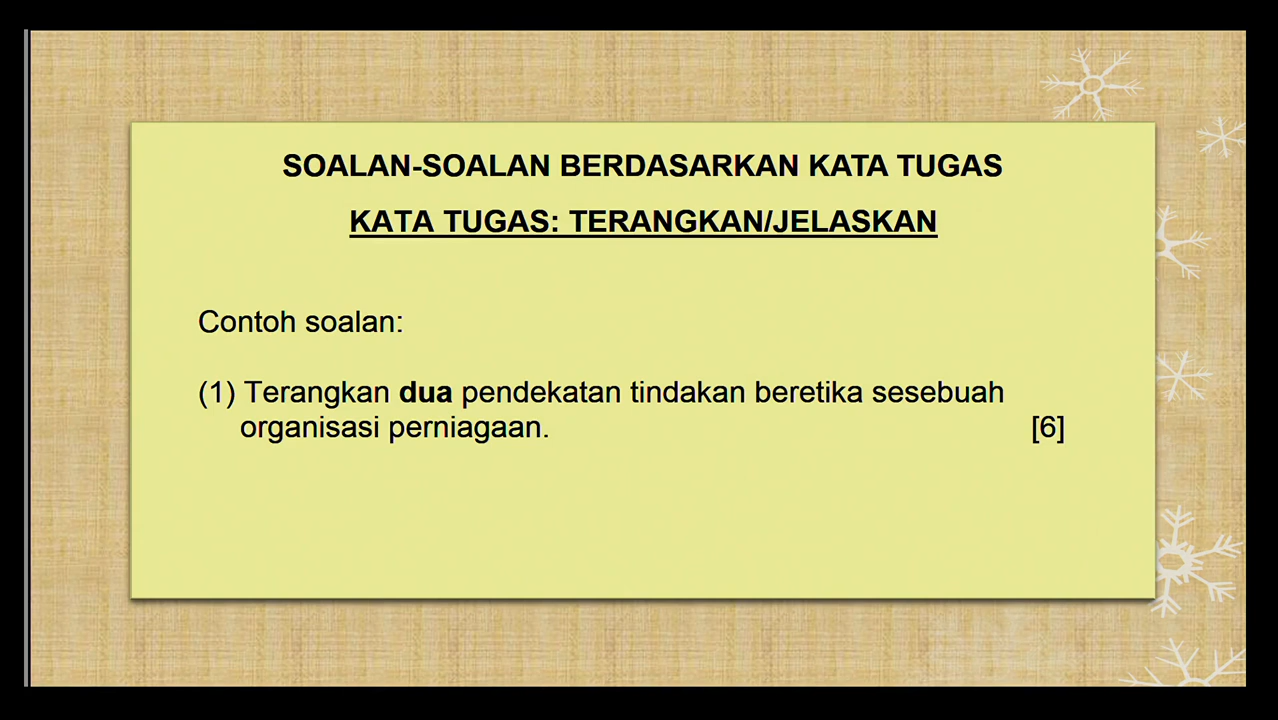 SOALAN-SOALAN BERDASARKAN KATA TUGAS
KATA TUGAS: TERANGKAN/JELASKAN
Contoh soalan:
(1) Terangkan dua pendekatan tindakan beretika sesebuah
organisasi perniagaan. [6]